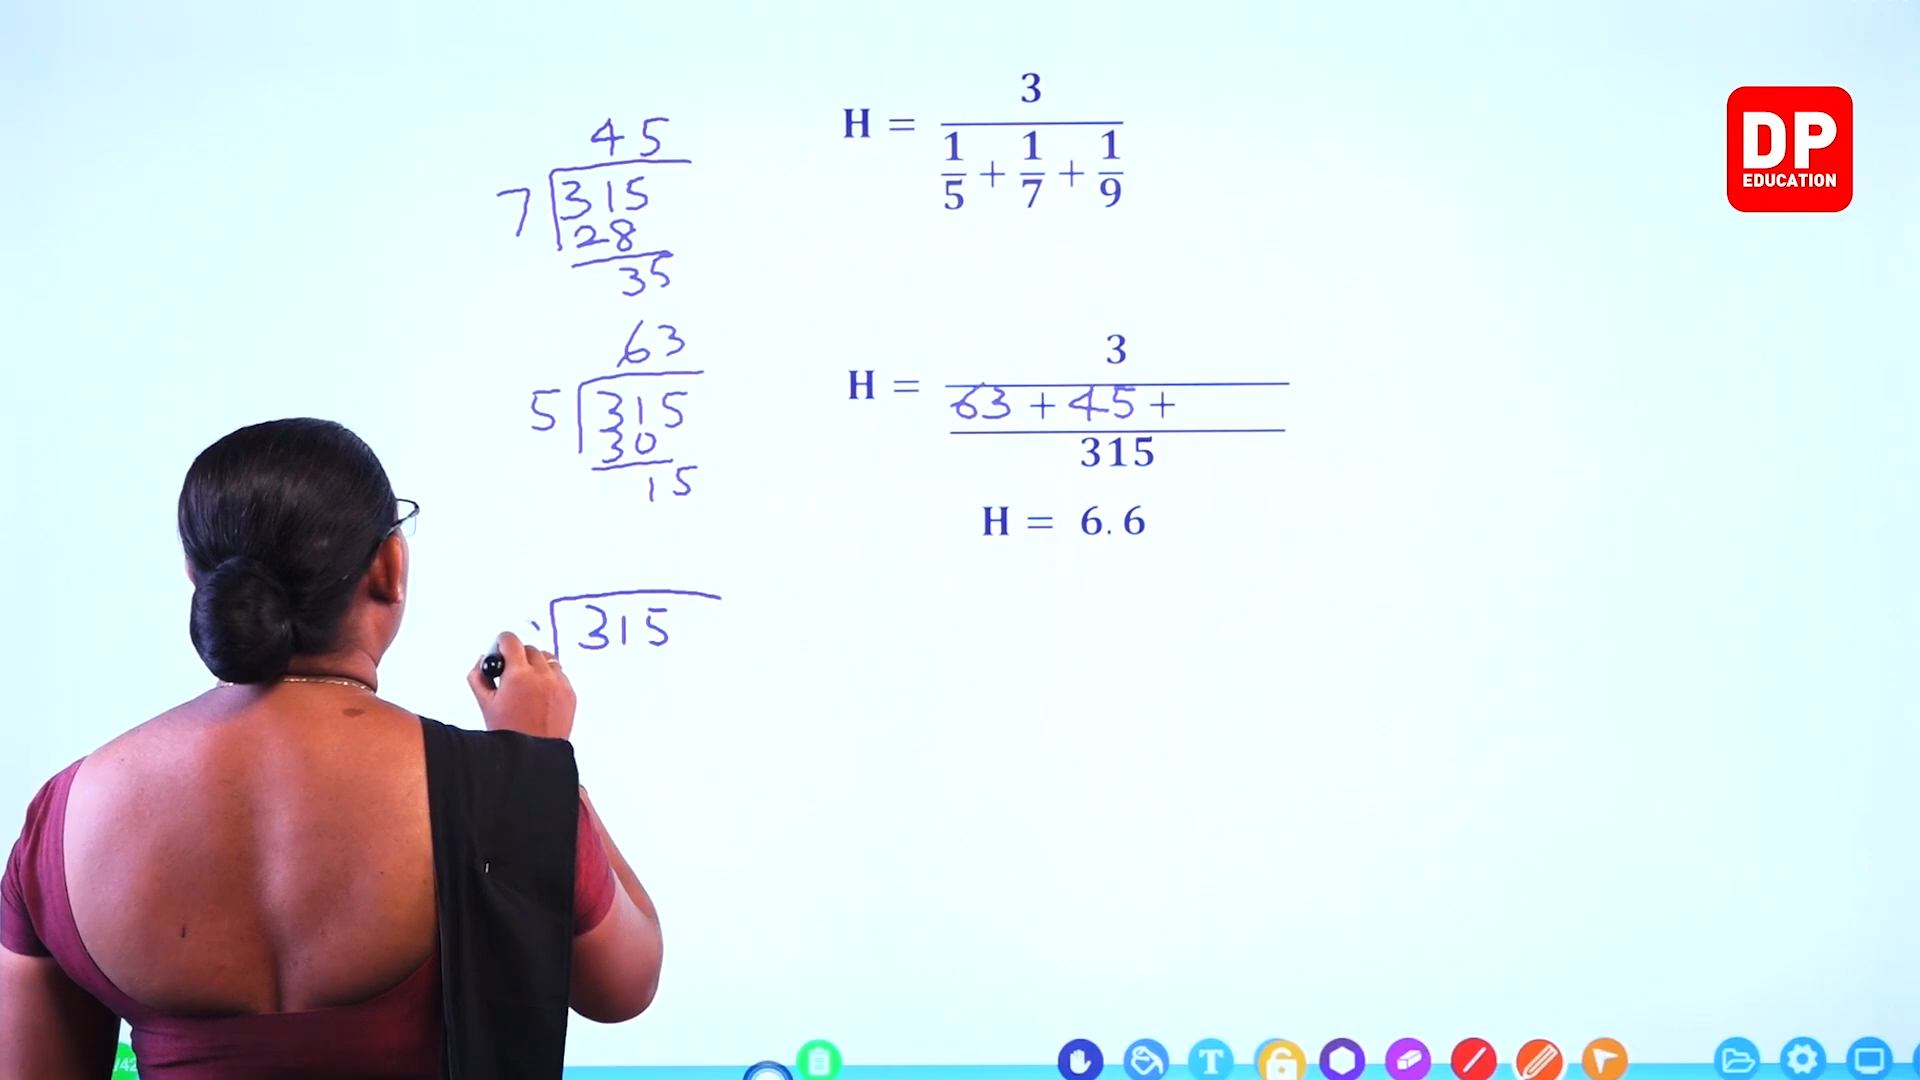 45
7 315
28
35
63
5 315
30
15
315
H = 3
1/5 + 1/7 + 1/9
H = 3
63 + 45 +
315
H = 6.6
DP
EDUCATION
T